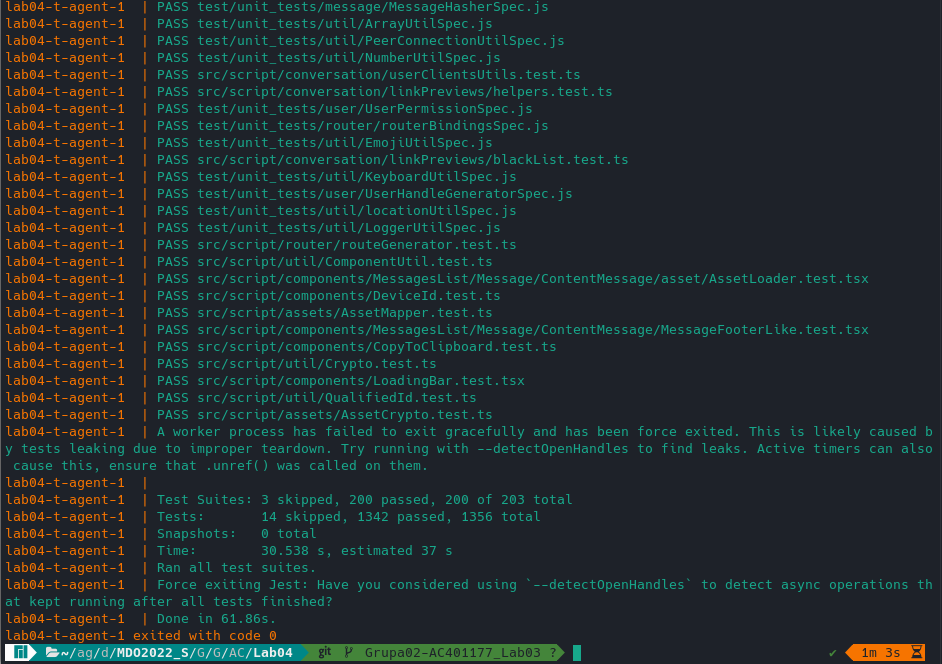 lab04-t-agent-1  | PASS test/unit_tests/message/MessageHasherSpec.js
lab04-t-agent-1  | PASS test/unit_tests/util/ArrayUtilSpec.js
lab04-t-agent-1  | PASS test/unit_tests/util/PeerConnectionUtilSpec.js
lab04-t-agent-1  | PASS test/unit_tests/util/NumberUtilSpec.js
lab04-t-agent-1  | PASS src/script/conversation/userClientsUtils.test.ts
lab04-t-agent-1  | PASS src/script/conversation/linkPreviews/helpers.test.ts
lab04-t-agent-1  | PASS test/unit_tests/user/UserPermissionSpec.js
lab04-t-agent-1  | PASS test/unit_tests/router/routerBindingsSpec.js
lab04-t-agent-1  | PASS test/unit_tests/util/EmojiUtilSpec.js
lab04-t-agent-1  | PASS src/script/conversation/linkPreviews/blackList.test.ts
lab04-t-agent-1  | PASS test/unit_tests/util/KeyboardUtilSpec.js
lab04-t-agent-1  | PASS test/unit_tests/user/UserHandleGeneratorSpec.js
lab04-t-agent-1  | PASS test/unit_tests/util/locationUtilSpec.js
lab04-t-agent-1  | PASS test/unit_tests/util/LoggerUtilSpec.js
lab04-t-agent-1  | PASS src/script/router/routeGenerator.test.ts
lab04-t-agent-1  | PASS src/script/util/ComponentUtil.test.ts
lab04-t-agent-1  | PASS src/script/components/MessagesList/Message/ContentMessage/asset/AssetLoader.test.tsx
lab04-t-agent-1  | PASS src/script/components/DeviceId.test.ts
lab04-t-agent-1  | PASS src/script/assets/AssetMapper.test.ts
lab04-t-agent-1  | PASS src/script/components/MessagesList/Message/ContentMessage/MessageFooterLike.test.tsx
lab04-t-agent-1  | PASS src/script/components/CopyToClipboard.test.ts
lab04-t-agent-1  | PASS src/script/util/Crypto.test.ts
lab04-t-agent-1  | PASS src/script/components/LoadingBar.test.tsx
lab04-t-agent-1  | PASS src/script/util/QualifiedId.test.ts
lab04-t-agent-1  | PASS src/script/assets/AssetCrypto.test.ts
lab04-t-agent-1  | A worker process has failed to exit gracefully and has been force exited. This is likely caused b
y tests leaking due to improper teardown. Try running with --detectOpenHandles to find leaks. Active timers can also
 cause this, ensure that .unref() was called on them.
lab04-t-agent-1  |
lab04-t-agent-1  | Test Suites: 3 skipped, 200 passed, 200 of 203 total
lab04-t-agent-1  | Tests:       14 skipped, 1342 passed, 1356 total
lab04-t-agent-1  | Snapshots:   0 total
lab04-t-agent-1  | Time:        30.538 s, estimated 37 s
lab04-t-agent-1  | Ran all test suites.
lab04-t-agent-1  | Force exiting Jest: Have you considered using `--detectOpenHandles` to detect async operations th
at kept running after all tests finished?
lab04-t-agent-1  | Done in 61.86s.
lab04-t-agent-1 exited with code 0
~/ag/d/MDO2022_S/G/G/AC/Lab04 git Grupa02-AC401177_Lab03 ? ✔ 1m 3s